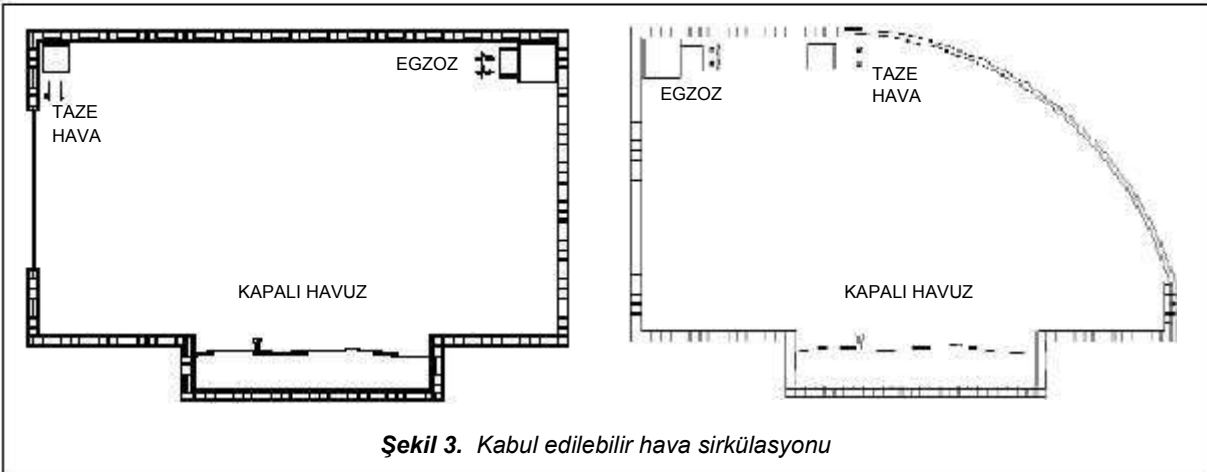 EGZOZ
TAZE
HAVA
KAPALI HAVUZ
EGZOZ
TAZE
HAVA
KAPALI HAVUZ
Şekil 3. Kabul edilebilir hava sirkülasyonu